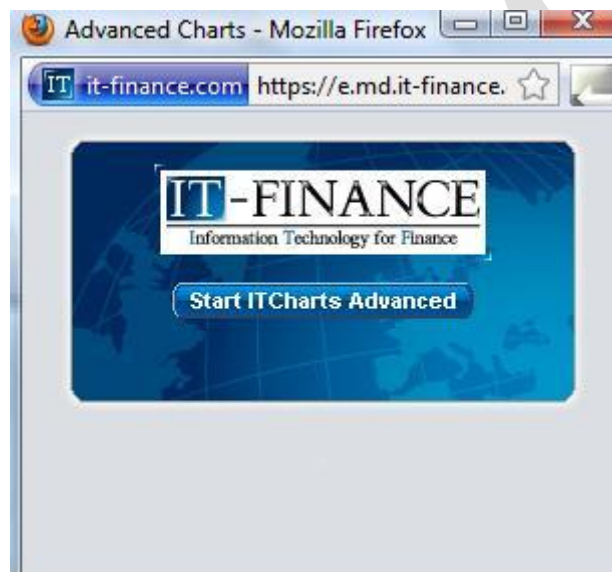 Advanced Charts - Mozilla Firefox
IT it-finance.com https://e.md.it-finance.
IT-FINANCE
Information Technology for Finance
Start ITCharts Advanced